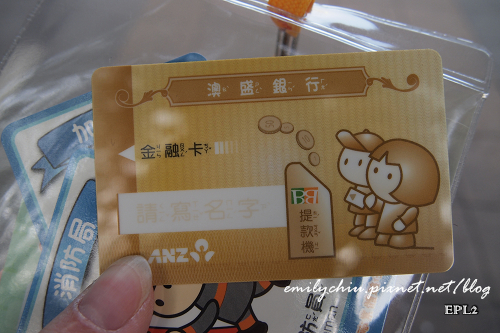 澳盛銀行
金融卡
請寫名字
BB
提款機
ANZ
消防局
emilychiu.pixnet.net/blog
EPL2